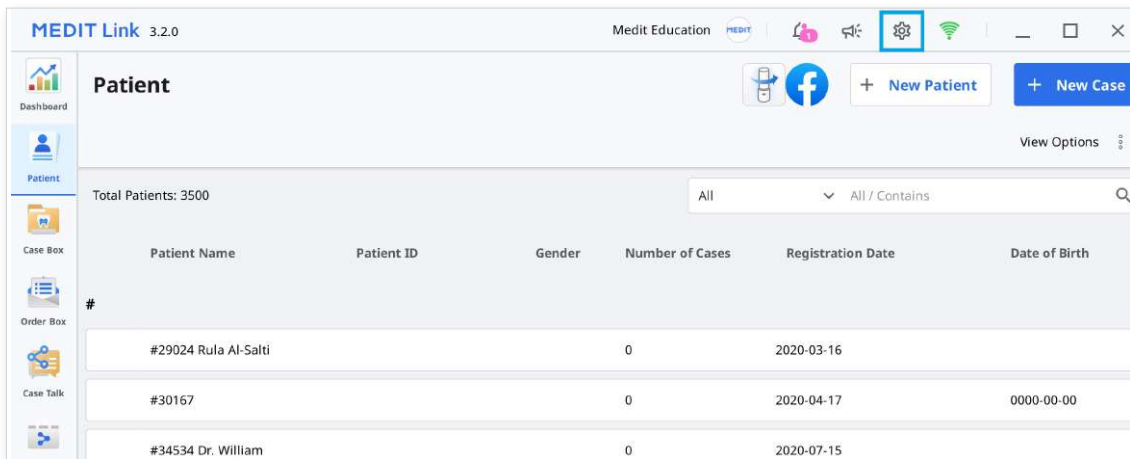 MEDIT Link 3.2.0 Medit Education MEDIT 1
Dashboard
Patient
+ New Patient
+ New Case
View Options
Patient
Total Patients: 3500
All
All / Contains
Case Box
Patient Name Patient ID Gender Number of Cases Registration Date Date of Birth
Order Box
#
#29024 Rula Al-Salti 0 2020-03-16
Case Talk
#30167 0 2020-04-17 0000-00-00
#34534 Dr. William 0 2020-07-15